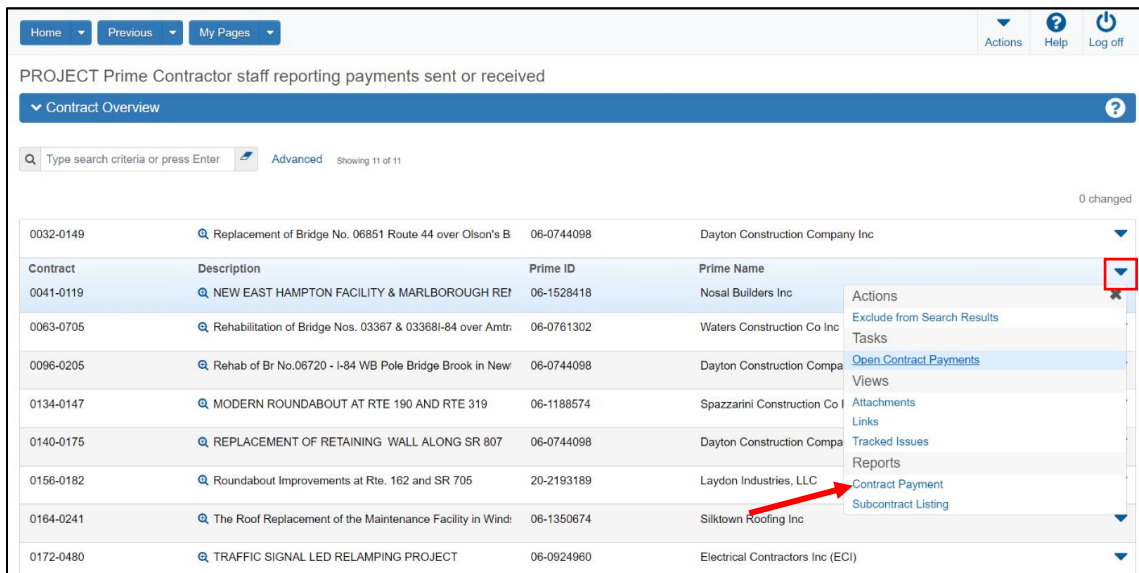 Home Previous My Pages Actions Help Log off
PROJECT Prime Contractor staff reporting payments sent or received
Contract Overview ?
Type search criteria or press Enter Advanced Showing 11 of 11
0 changed
0032-0149 Replacement of Bridge No. 06851 Route 44 over Olson's B 06-0744098 Dayton Construction Company Inc
Contract Description Prime ID Prime Name
0041-0119 NEW EAST HAMPTON FACILITY & MARLBOROUGH REN 06-1528418 Nosal Builders Inc
0063-0705 Rehabilitation of Bridge Nos. 03367 & 03368I-84 over Amtra 06-0761302 Waters Construction Co Inc
0096-0205 Rehab of Br No.06720 - I-84 WB Pole Bridge Brook in New 06-0744098 Dayton Construction Compa
0134-0147 MODERN ROUNDABOUT AT RTE 190 AND RTE 319 06-1188574 Spazzarini Construction Co
0140-0175 REPLACEMENT OF RETAINING WALL ALONG SR 807 06-0744098 Dayton Construction Compa
0156-0182 Roundabout Improvements at Rte. 162 and SR 705 20-2193189 Laydon Industries, LLC
0164-0241 The Roof Replacement of the Maintenance Facility in Winds 06-1350674 Silktown Roofing Inc
0172-0480 TRAFFIC SIGNAL LED RELAMPING PROJECT 06-0924960 Electrical Contractors Inc (ECI)
Actions
Exclude from Search Results
Tasks
Open Contract Payments
Views
Attachments
Links
Tracked Issues
Reports
Contract Payment
Subcontract Listing